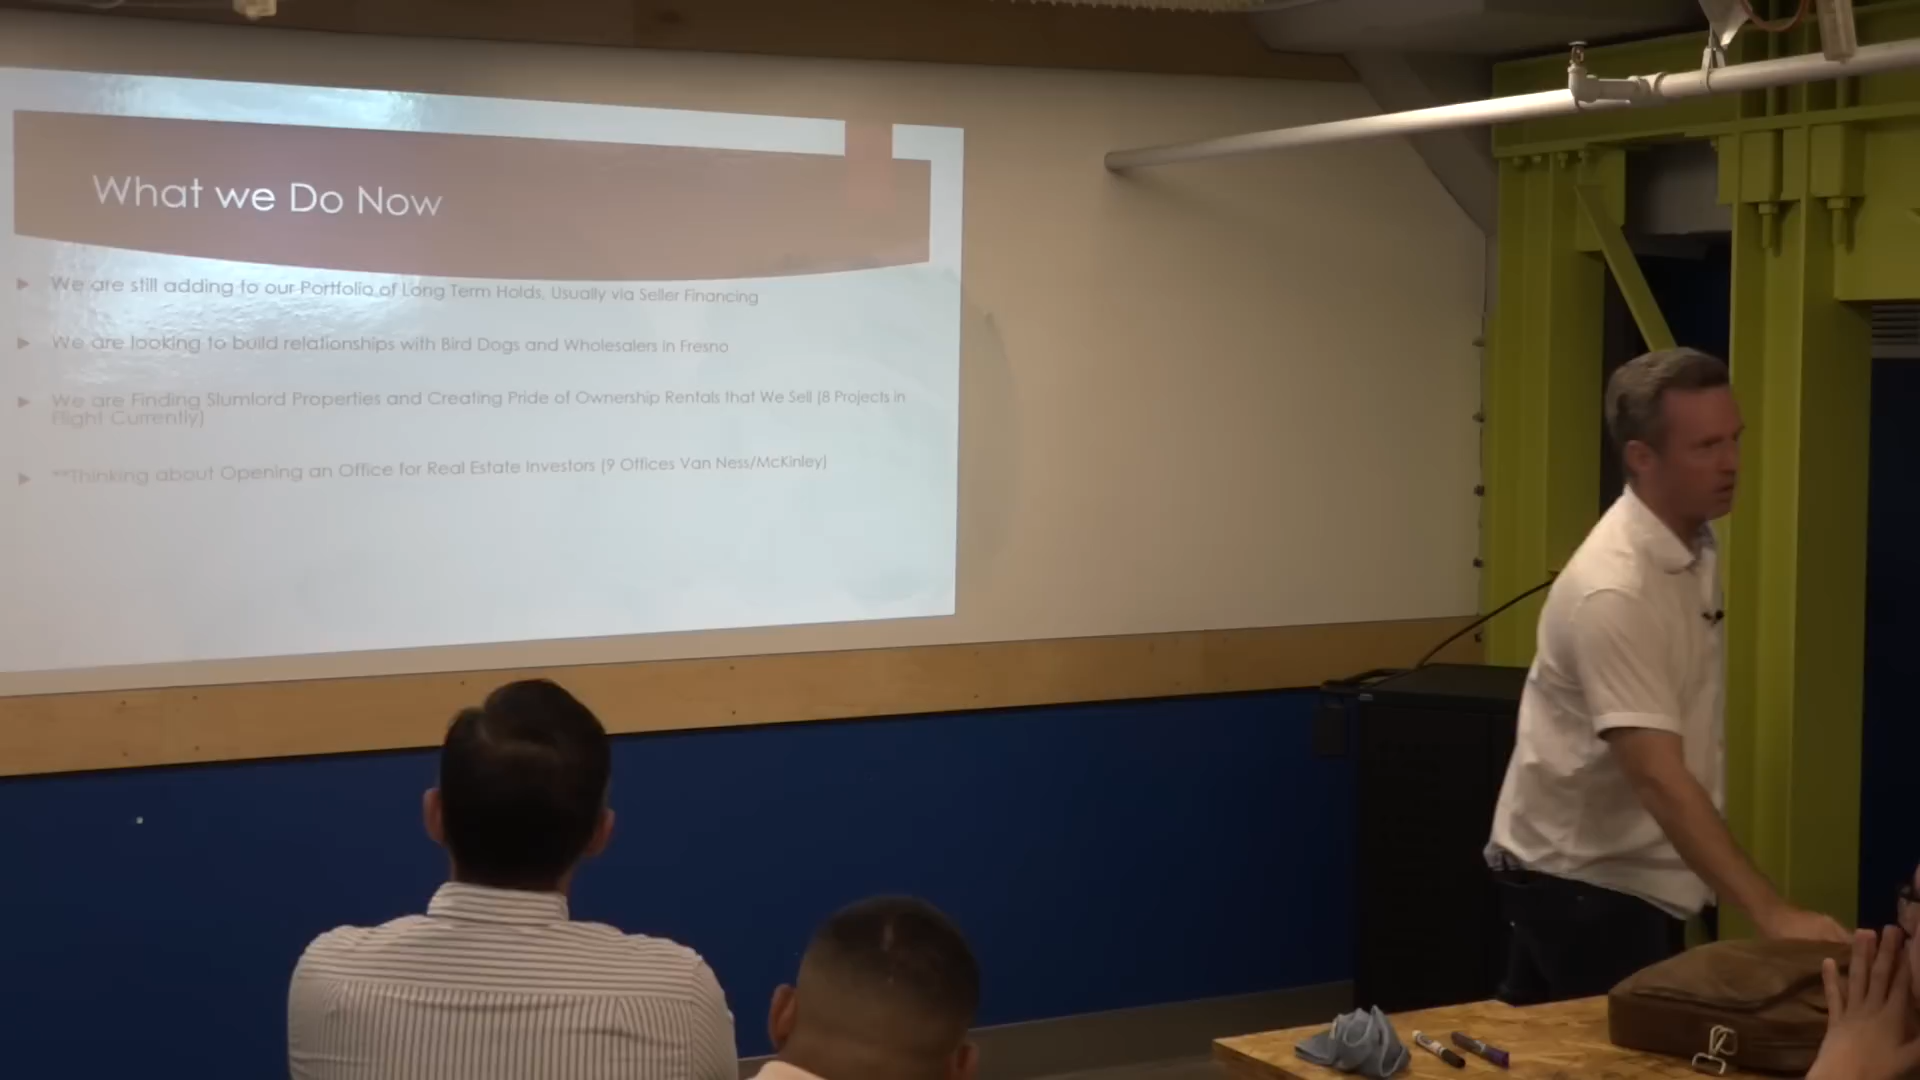 What we Do Now
We are still adding to our Portfolio of Long Term Holds, Usually via Seller Financing
We are looking to build relationships with Bird Dogs and Wholesalers in Fresno
We are Finding Slumlord Properties and Creating Pride of Ownership Rentals that We Sell (8 Projects in
Flight Currently)
**Thinking about Opening an Office for Real Estate Investors (9 Offices Van Ness/McKinley)